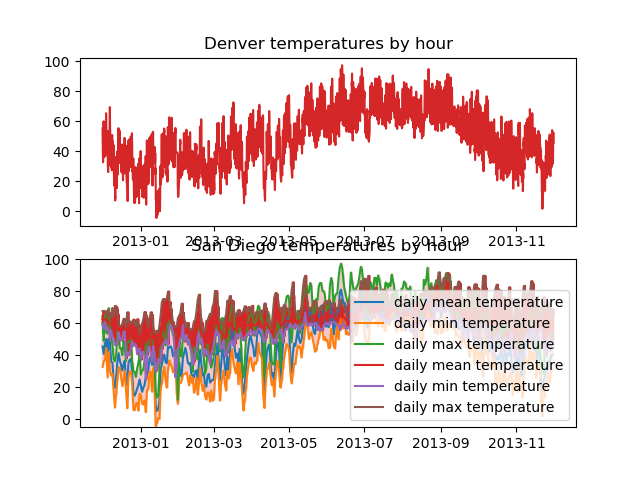 Denver temperatures by hour
100
80
60
40
20
0
2013-01 2013-03 2013-05 2013-07 2013-09 2013-11
San Diego temperatures by hour
100
80
60
40
20
0
daily mean temperature
daily min temperature
daily max temperature
daily mean temperature
daily min temperature
daily max temperature
2013-01 2013-03 2013-05 2013-07 2013-09 2013-11